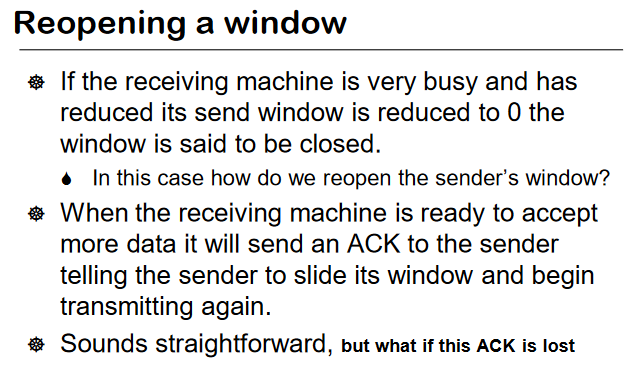 Reopening a window
If the receiving machine is very busy and has
reduced its send window is reduced to 0 the
window is said to be closed.
In this case how do we reopen the sender’s window?
When the receiving machine is ready to accept
more data it will send an ACK to the sender
telling the sender to slide its window and begin
transmitting again.
Sounds straightforward, but what if this ACK is lost